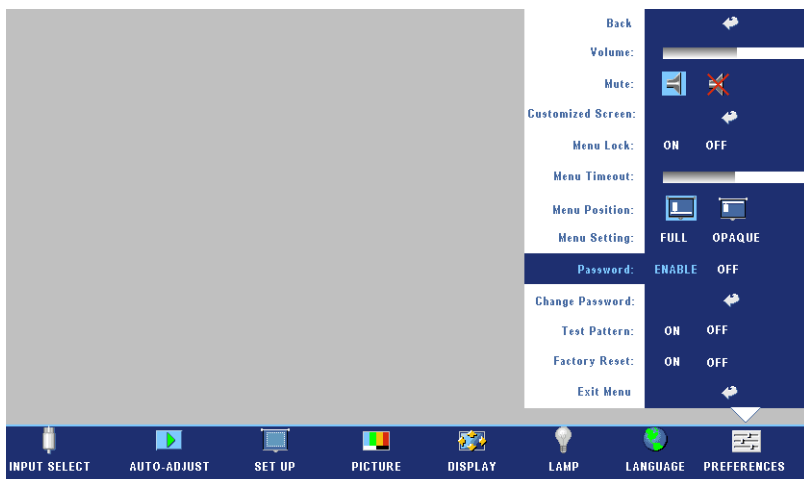 Back
Volume:
Mute:
Customized Screen:
Menu Lock: ON OFF
Menu Timeout:
Menu Position:
Menu Setting: FULL OPAQUE
Password: ENABLE OFF
Change Password:
Test Pattern: ON OFF
Factory Reset: ON OFF
Exit Menu
INPUT SELECT AUTO-ADJUST SET UP PICTURE DISPLAY LAMP LANGUAGE PREFERENCES